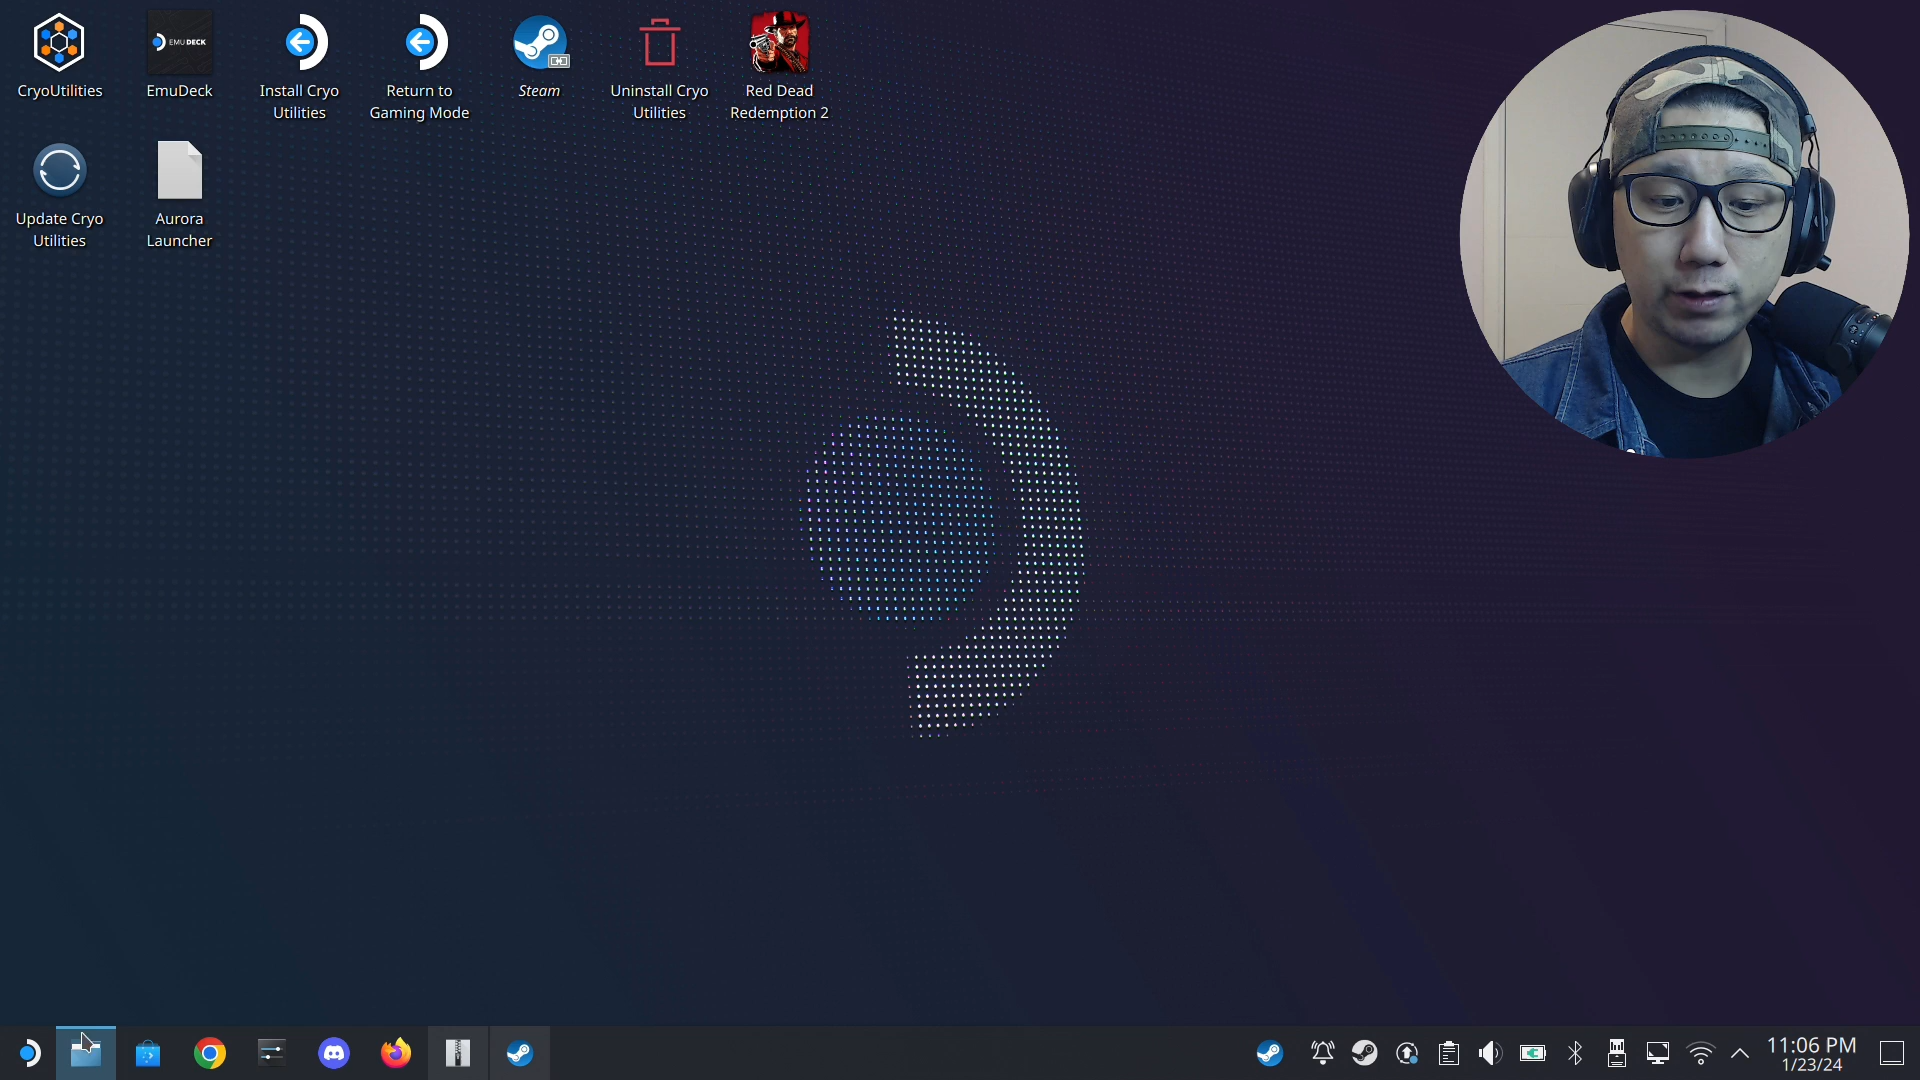 CryoUtilities
EMUDECK
EmuDeck
Install Cryo
Utilities
Return to
Gaming Mode
Steam
Uninstall Cryo
Utilities
Red Dead
Redemption 2
Update Cryo
Utilities
Aurora
Launcher
11:06 PM
1/23/24